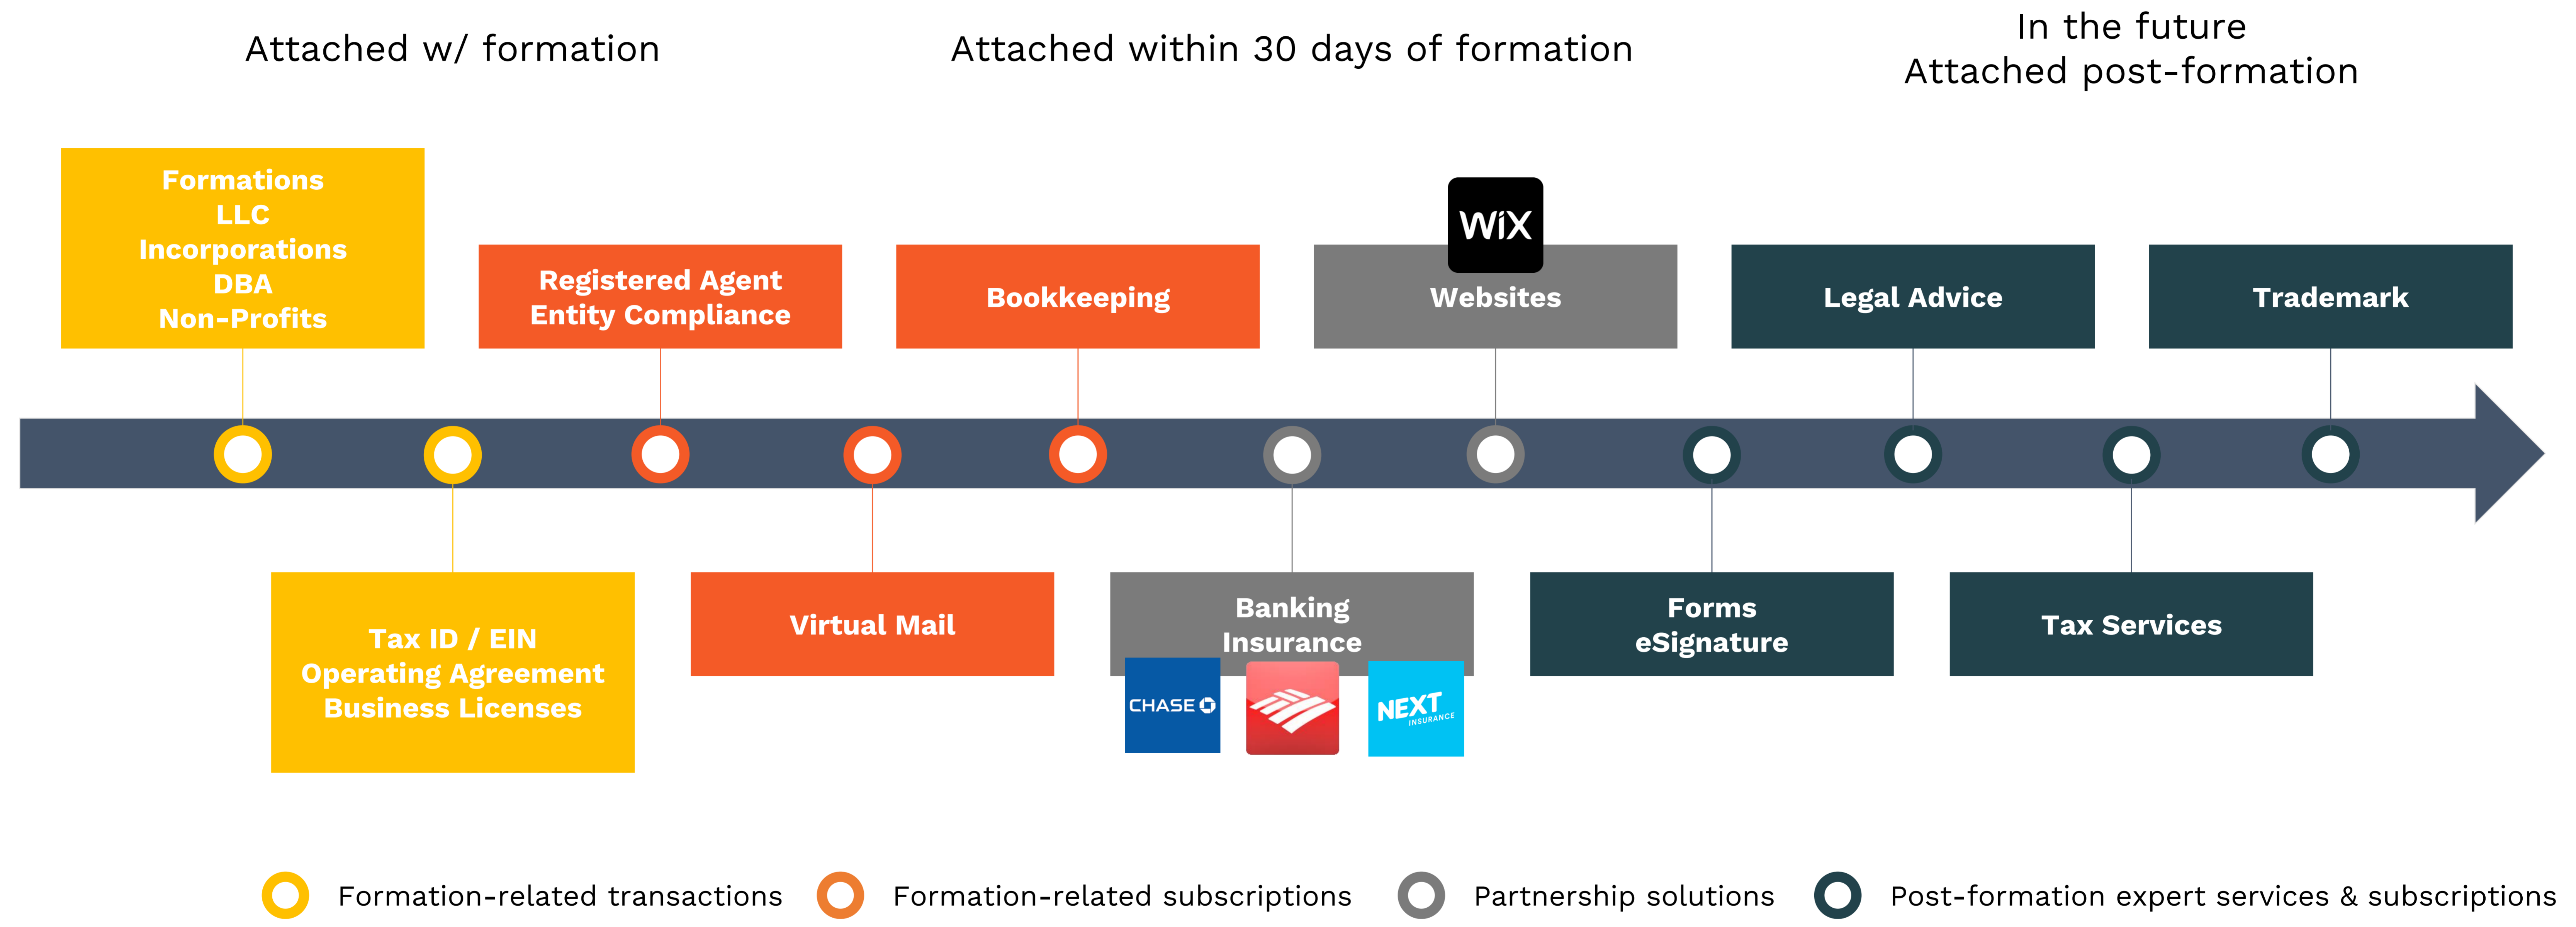 Attached w/ formation
Attached within 30 days of formation
In the future
Attached post-formation
Formations
LLC
Incorporations
DBA
Non-Profits
Registered Agent
Entity Compliance
Bookkeeping
WiX
Websites
Legal Advice
Trademark
Tax ID / EIN
Operating Agreement
Business Licenses
Virtual Mail
Banking
Insurance
CHASE
NEXT
INSURANCE
Forms
eSignature
Tax Services
Formation-related transactions
Formation-related subscriptions
Partnership solutions
Post-formation expert services & subscriptions